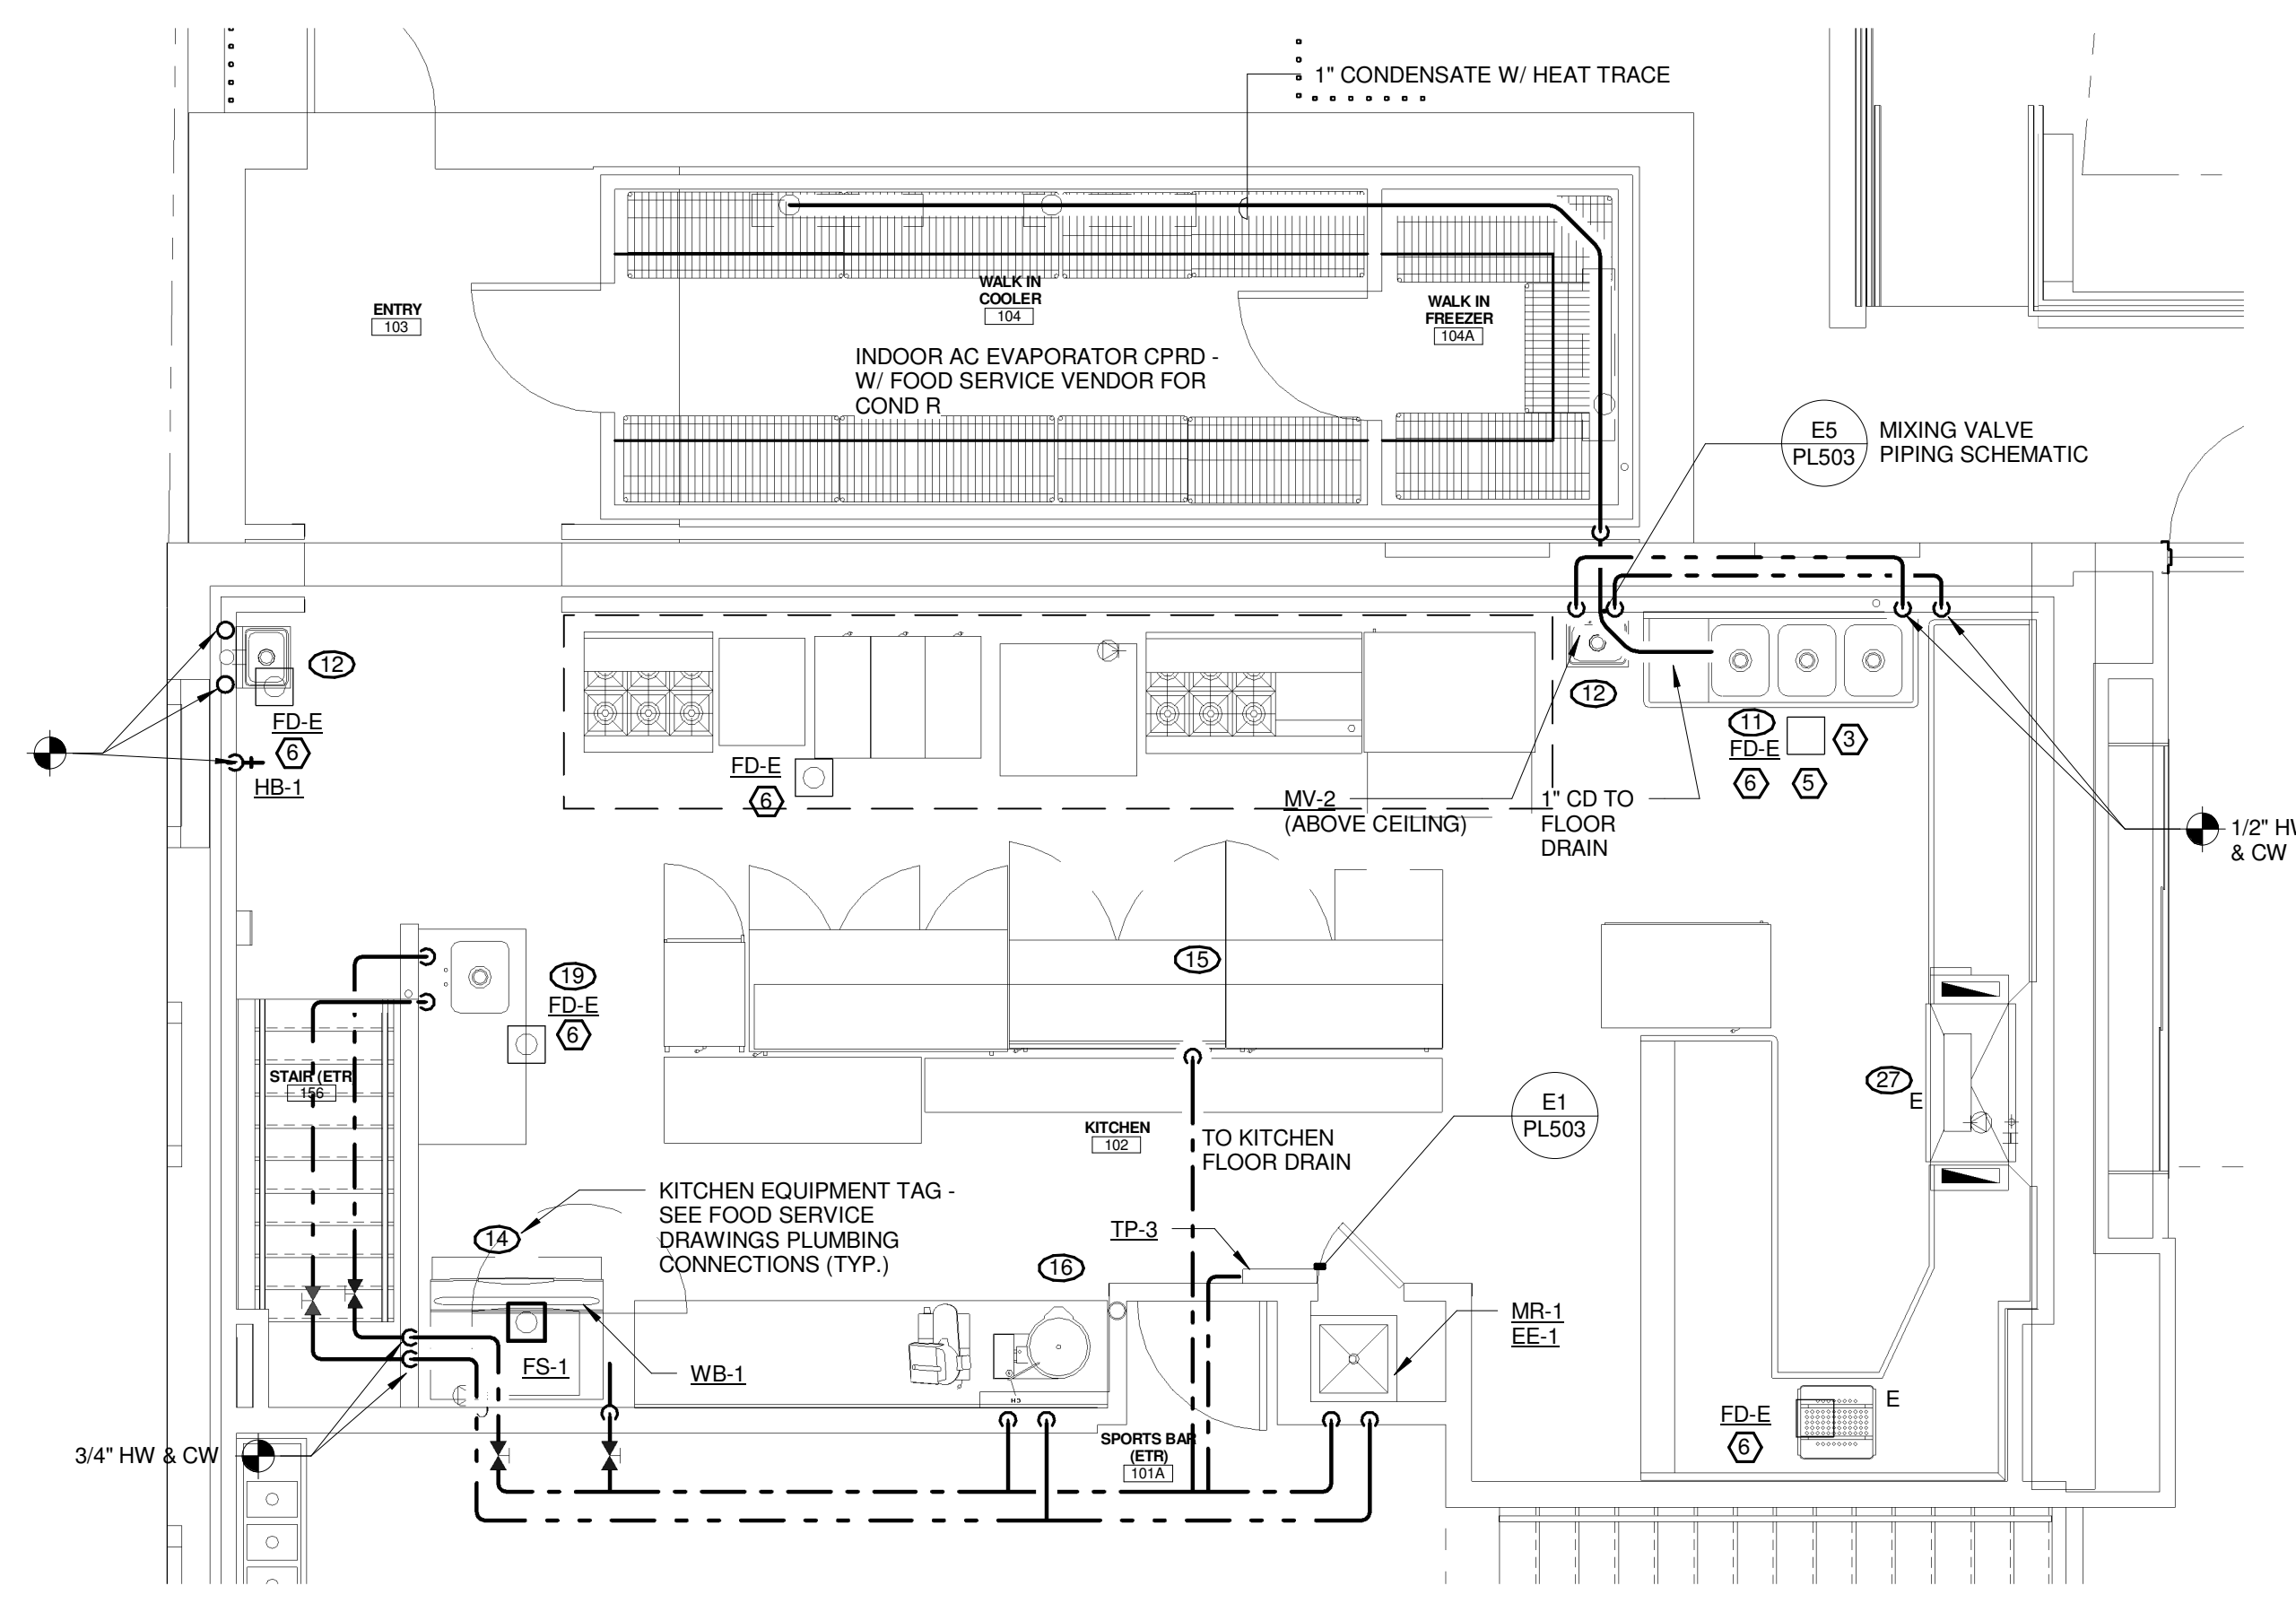 1" CONDENSATE W/ HEAT TRACE
WALK IN
COOLER
104
ENTRY
103
WALK IN
FREEZER
104A
INDOOR AC EVAPORATOR CPRD -
W/ FOOD SERVICE VENDOR FOR
COND R
E5
PL503
MIXING VALVE
PIPING SCHEMATIC
12
FD-E
6
HB-1
FD-E
6
12
11
FD-E
3
6
5
MV-2
(ABOVE CEILING)
1" CD TO
FLOOR
DRAIN
1/2" HW
& CW
19
FD-E
6
15
STAIR (ETR
156
27
E
E1
PL503
KITCHEN
102
TO KITCHEN
FLOOR DRAIN
KITCHEN EQUIPMENT TAG -
SEE FOOD SERVICE
DRAWINGS PLUMBING
CONNECTIONS (TYP.)
14
16
TP-3
MR-1
EE-1
FS-1
WB-1
3/4" HW & CW
SPORTS BAR
(ETR)
101A
FD-E
6
E